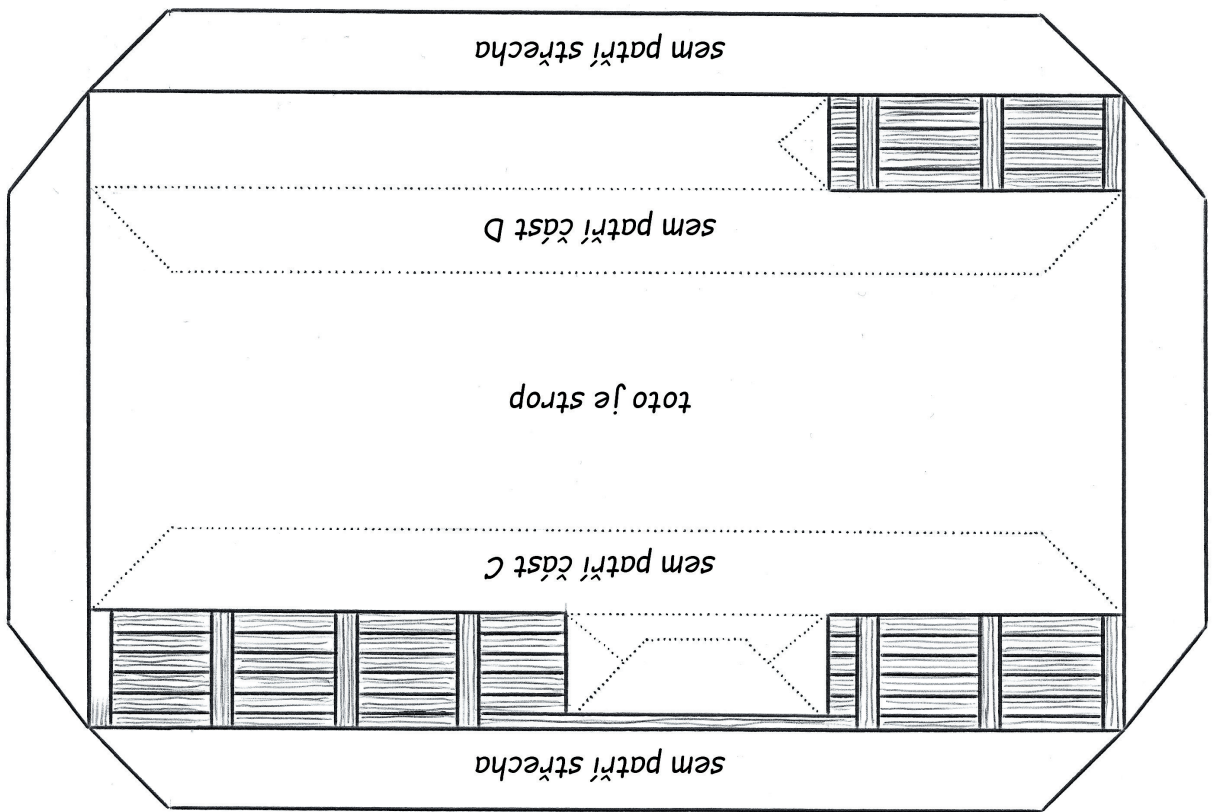 sem patří střecha
sem patří část C
toto je strop
sem patří část D
sem patří střecha